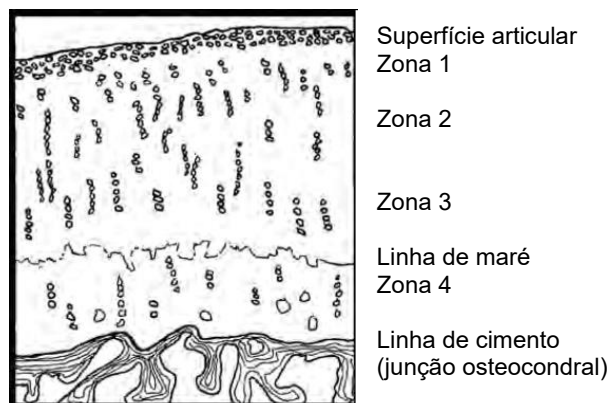 Superfície articular
Zona 1
Zona 2
Zona 3
Linha de maré
Zona 4
Linha de cimento
(junção osteocondral)